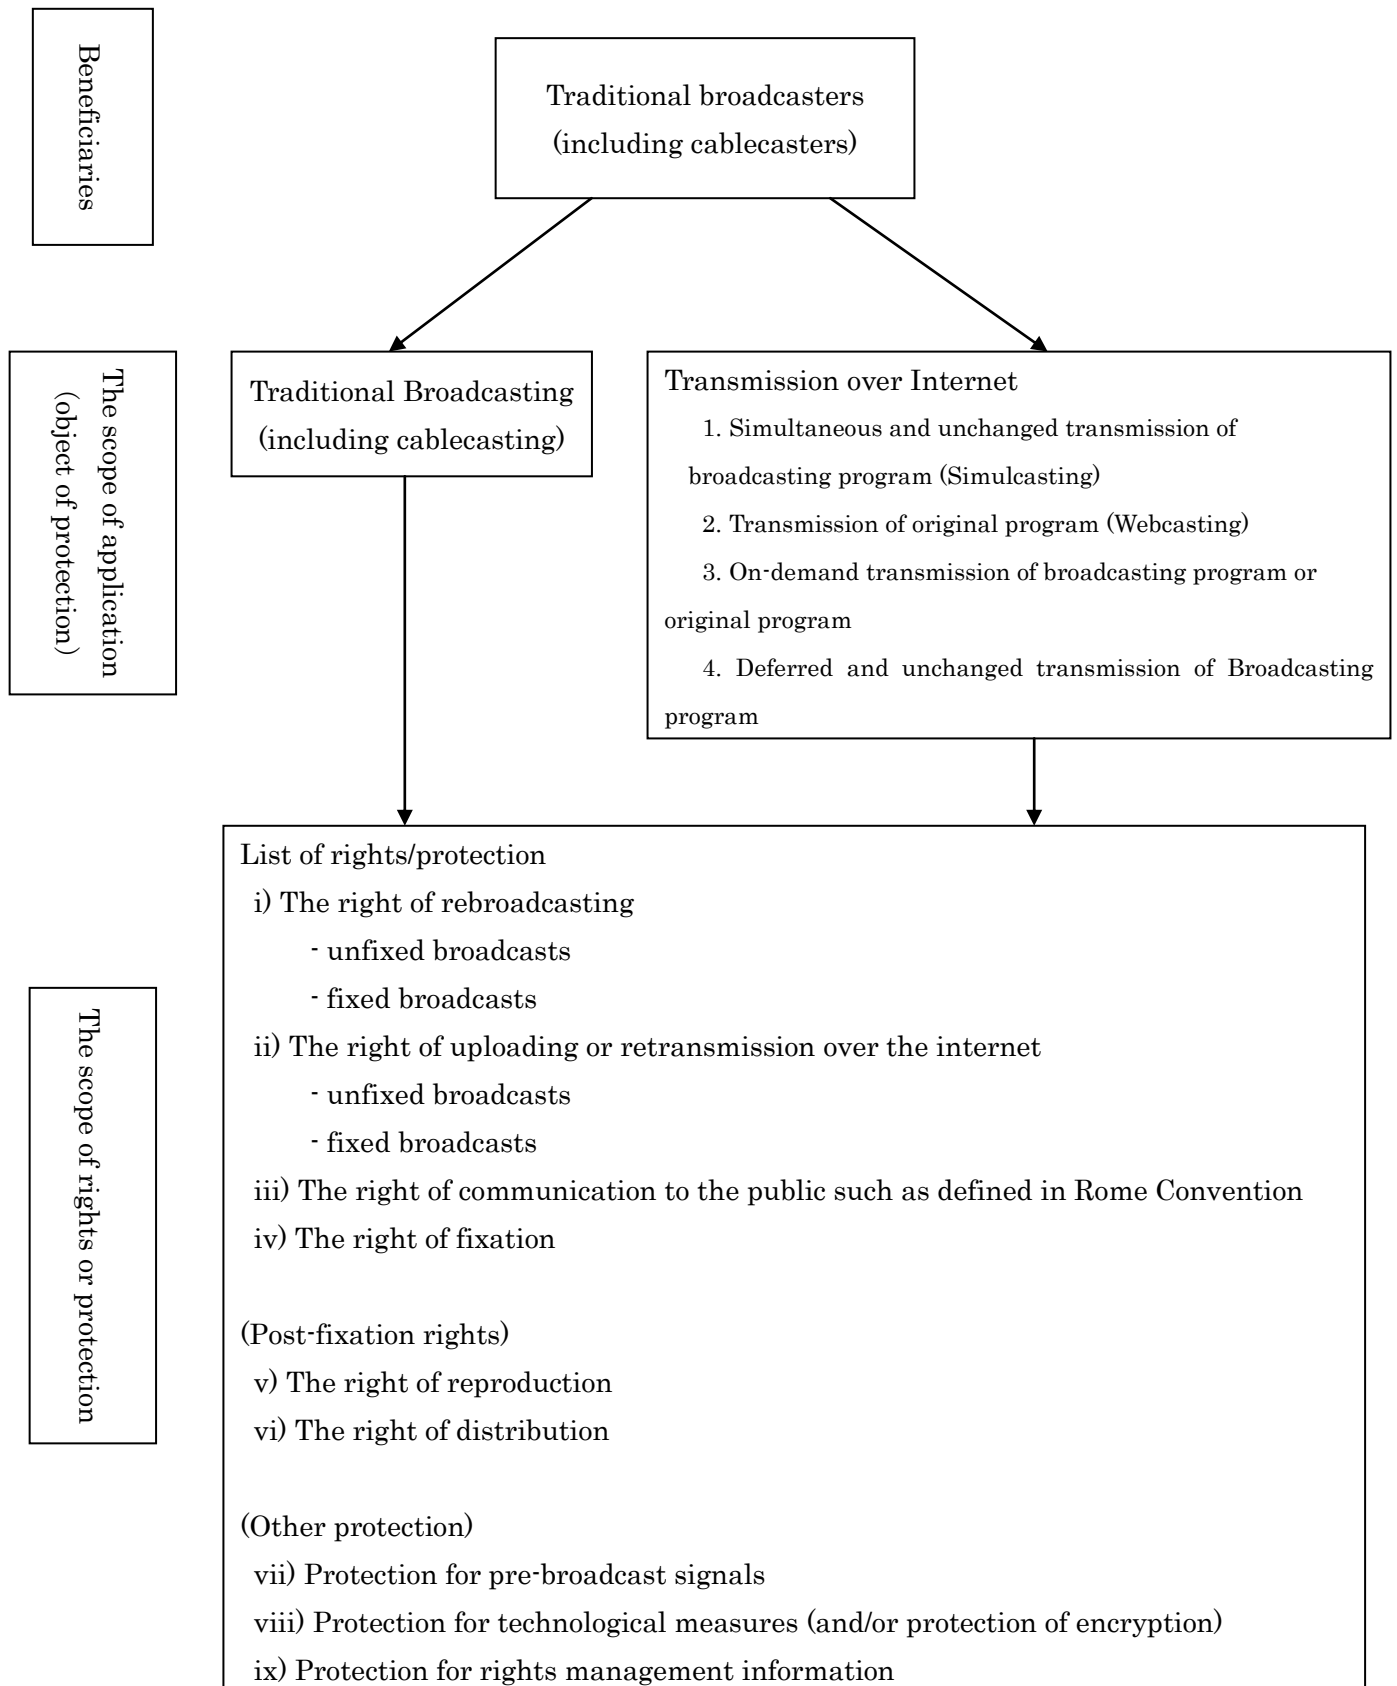 Beneficiaries
Traditional broadcasters
(including cablecasters)
The scope of application
(object of protection)
Traditional Broadcasting
(including cablecasting)
Transmission over Internet
1. Simultaneous and unchanged transmission of
broadcasting program (Simulcasting)
2. Transmission of original program (Webcasting)
3. On-demand transmission of broadcasting program or
original program
4. Deferred and unchanged transmission of Broadcasting
program
The scope of rights or protection
List of rights/protection
i) The right of rebroadcasting
- unfixed broadcasts
- fixed broadcasts
ii) The right of uploading or retransmission over the internet
- unfixed broadcasts
- fixed broadcasts
iii) The right of communication to the public such as defined in Rome Convention
iv) The right of fixation
(Post-fixation rights)
v) The right of reproduction
vi) The right of distribution
(Other protection)
vii) Protection for pre-broadcast signals
viii) Protection for technological measures (and/or protection of encryption)
ix) Protection for rights management information